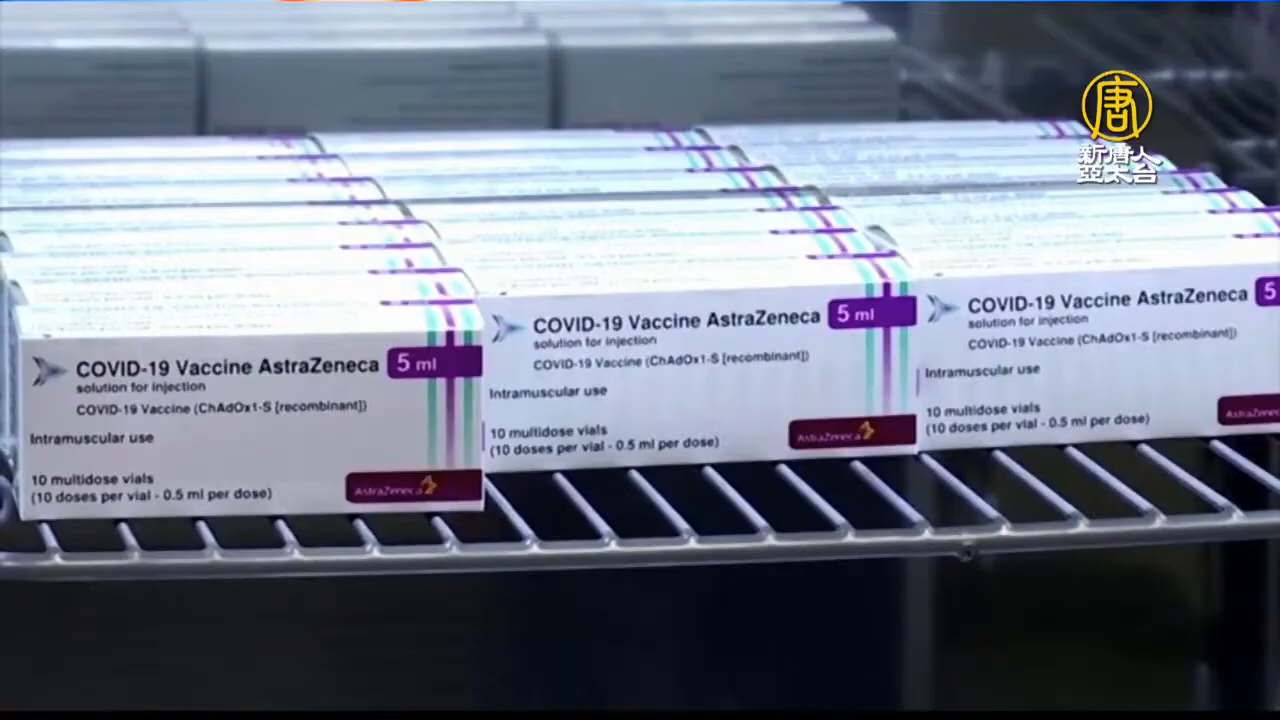 唐
新唐人
亞太台
COVID-19 Vaccine AstraZeneca 5 ml
solution for injection
COVID-19 Vaccine (ChAdOx1-S [recombinant])
Intramuscular use
10 multidose vials
(10 doses per vial - 0.5 ml per dose)
AstraZeneca
COVID-19 Vaccine AstraZeneca 5 ml
solution for injection
COVID-19 Vaccine (ChAdOx1-S [recombinant])
Intramuscular use
10 multidose vials
(10 doses per vial - 0.5 ml per dose)
AstraZeneca
COVID-19 Vaccine AstraZeneca 5
solution for injection
COVID-19 Vaccine (ChAdOx1-S [recombinant])
Intramuscular use
10 multidose vials
(10 doses per vial - 0.5 ml per dose)
AstraZenec